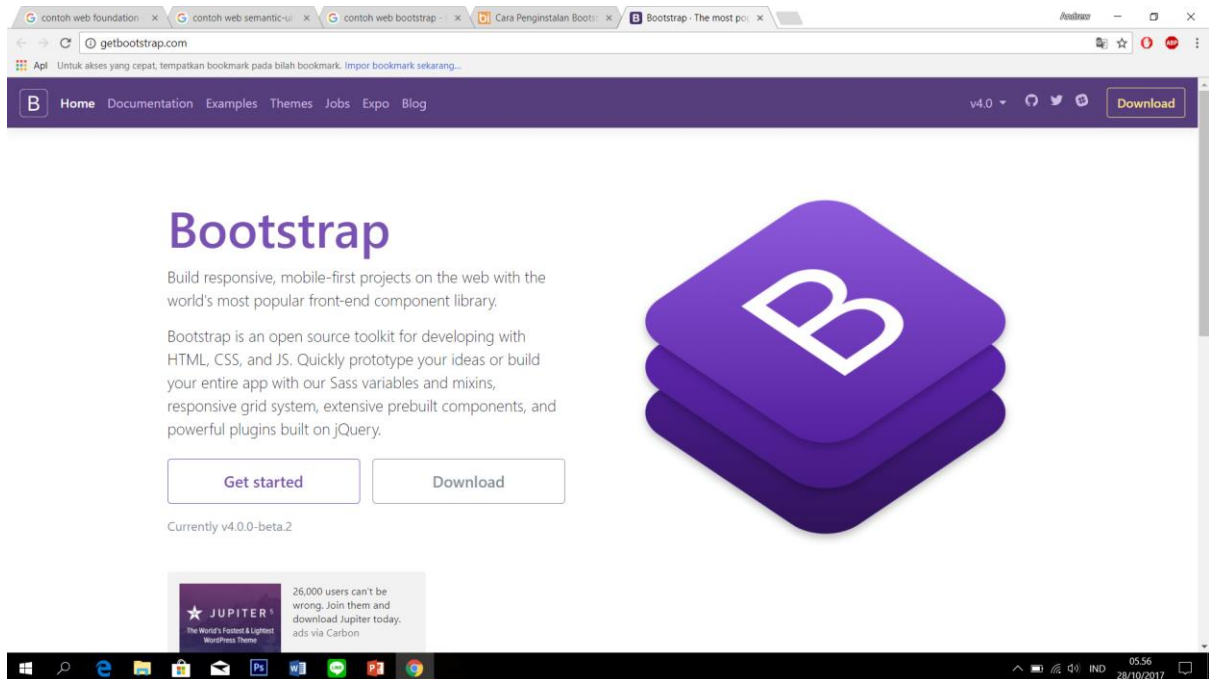 contoh web foundation
contoh web semantic-ui
contoh web bootstrap -
Cara Penginstalan Boots
Bootstrap · The most pop
Andrew
getbootstrap.com
ABP
Apl Untuk akses yang cepat, tempatkan bookmark pada bilah bookmark. Impor bookmark sekarang...
B Home Documentation Examples Themes Jobs Expo Blog v4.0 Download
Bootstrap
B
Build responsive, mobile-first projects on the web with the
world's most popular front-end component library.
Bootstrap is an open source toolkit for developing with
HTML, CSS, and JS. Quickly prototype your ideas or build
your entire app with our Sass variables and mixins,
responsive grid system, extensive prebuilt components, and
powerful plugins built on jQuery.
Get started Download
Currently v4.0.0-beta.2
JUPITER 5
The World's Fastest & Lightest
WordPress Theme
26,000 users can't be
wrong. Join them and
download Jupiter today.
ads via Carbon
Ps
IND
05.56
28/10/2017